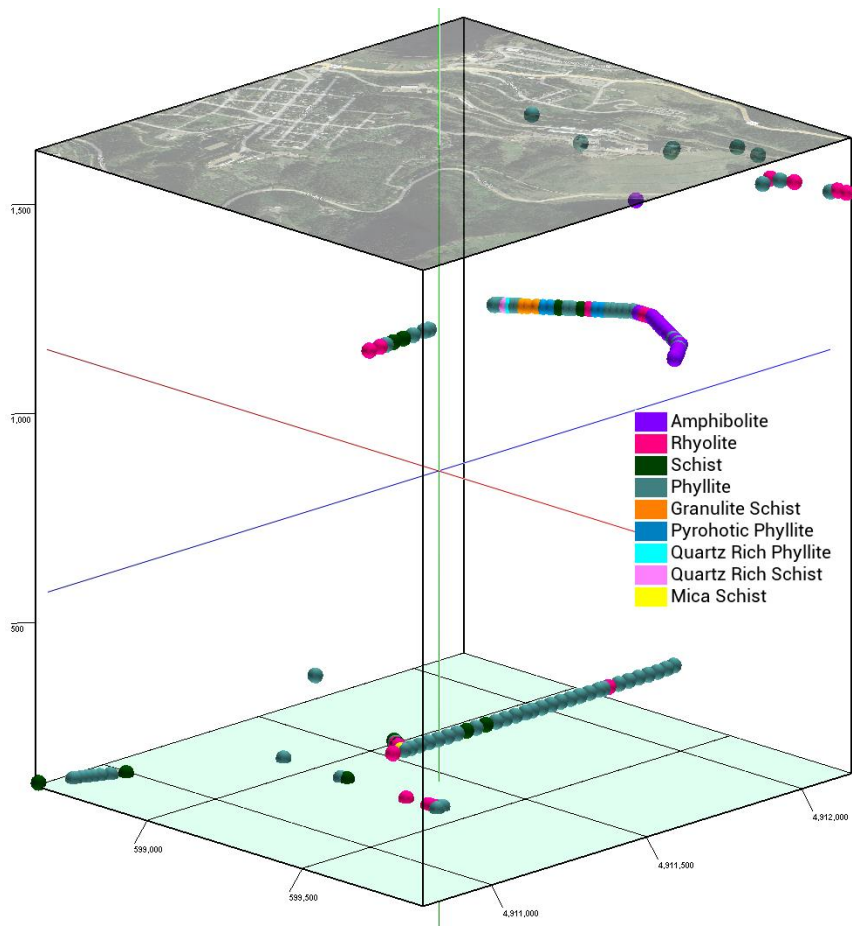 1,500
1,000
Amphibolite
Rhyolite
Schist
Phyllite
Granulite Schist
Pyrohotic Phyllite
Quartz Rich Phyllite
Quartz Rich Schist
Mica Schist
500
599,000
599,500
4,911,000
4,911,500
4,912,000